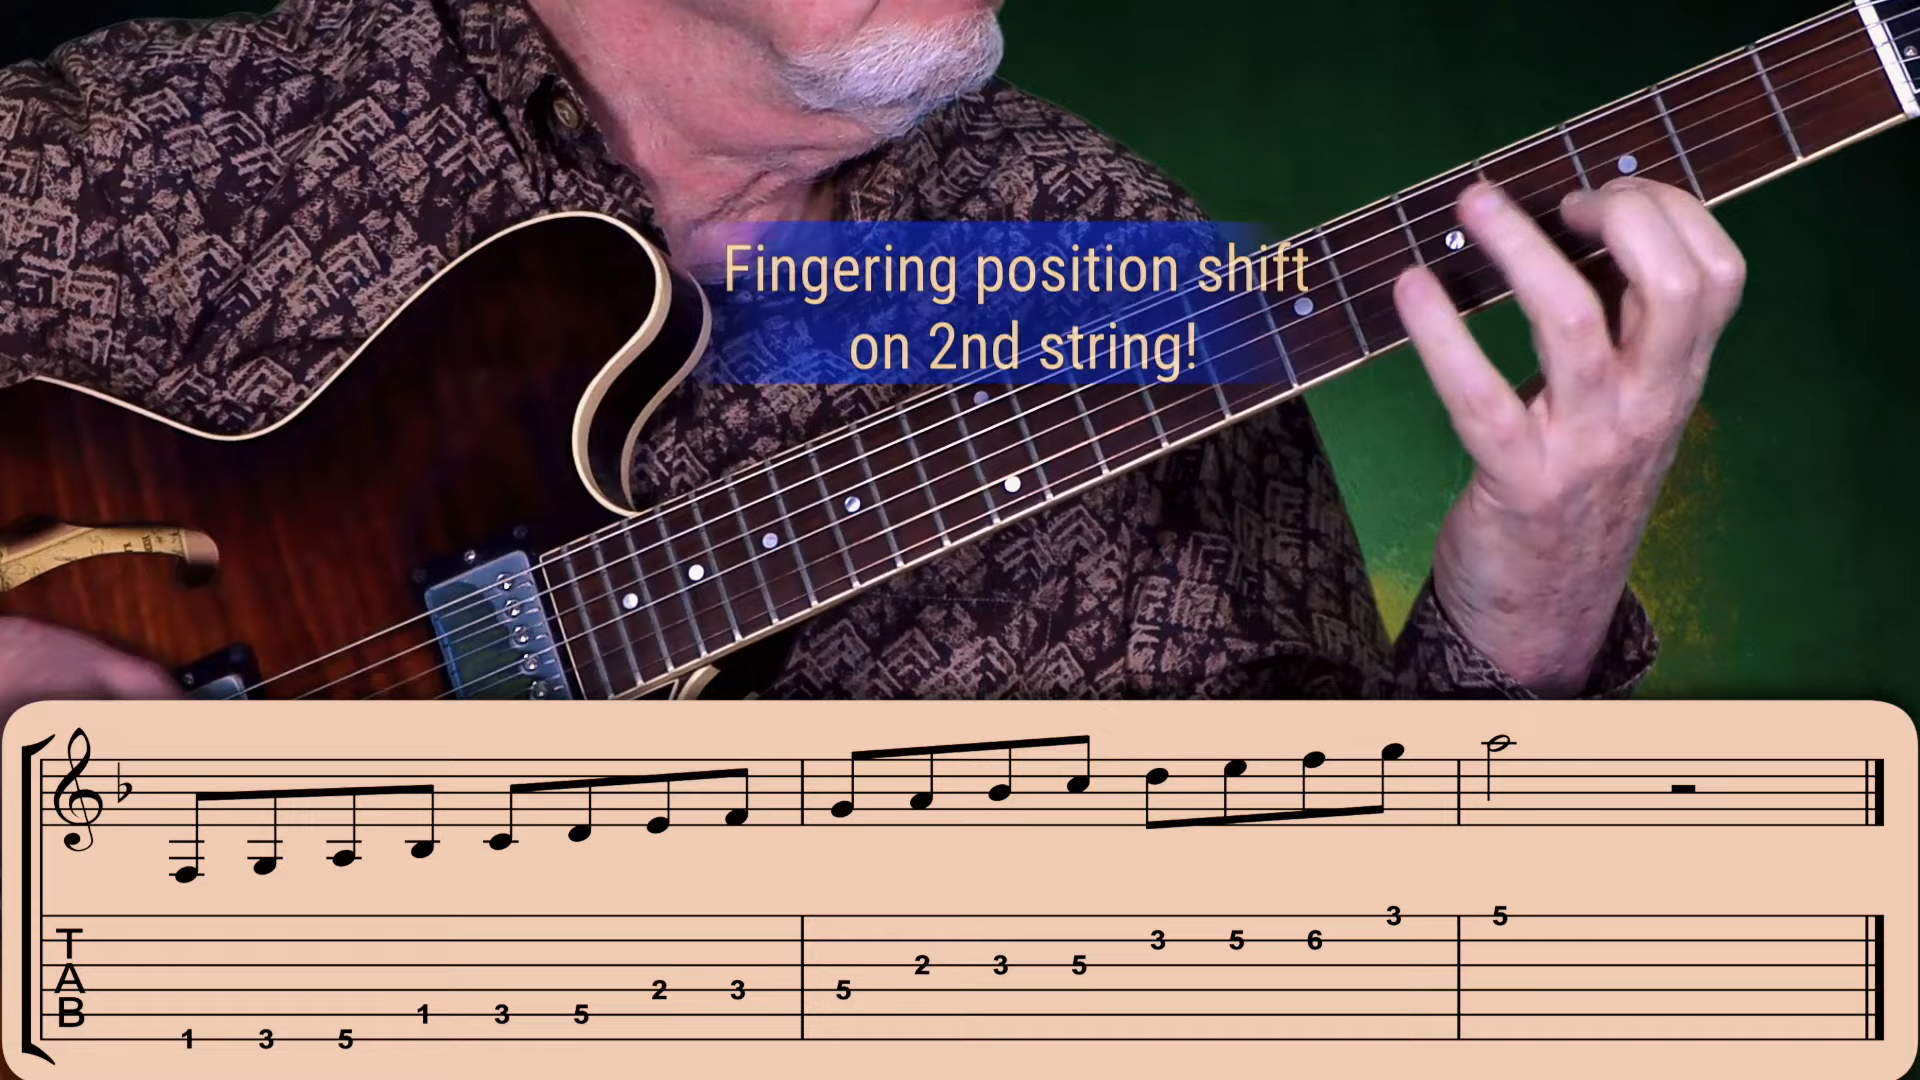 Fingering position shift
on 2nd string!
3 5
T 3 5 6
A 2 3 5
2 3 5
B 1 3 5
1 3 5